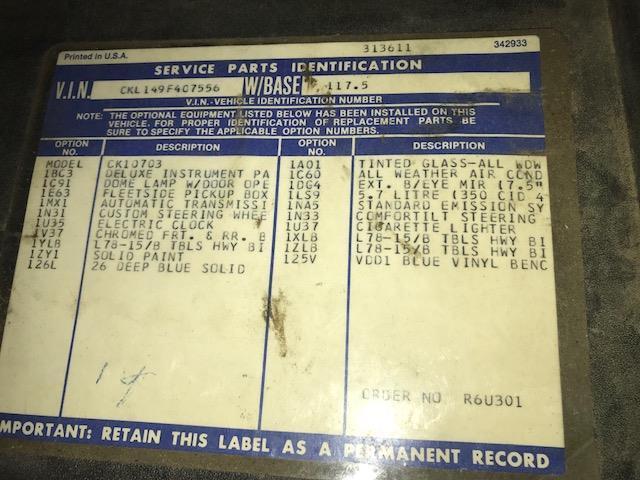 313611
Printed in U.S.A. 342933
SERVICE PARTS IDENTIFICATION
V.I.N. CKL149F407556 W/BASE 117.5
V.I.N.-VEHICLE IDENTIFICATION NUMBER
NOTE: THE OPTIONAL EQUIPMENT LISTED BELOW HAS BEEN INSTALLED ON THIS
VEHICLE. FOR PROPER IDENTIFICATION OF REPLACEMENT PARTS BE
SURE TO SPECIFY THE APPLICABLE OPTION NUMBERS.
OPTION NO. DESCRIPTION OPTION NO. DESCRIPTION
MODEL CK10703 1A01 TINTED GLASS-ALL WDW
1BC3 DELUXE INSTRUMENT PA 1C60 ALL WEATHER AIR COND
1C91 DOME LAMP W/DOOR OPE 1DG4 EXT. B/EYE MIR (7.5"
1E63 FLEETSIDE PICKUP BOX 1LS9 5.7 LITRE (350 CID 4
1MX1 AUTOMATIC TRANSMISSI 1NA5 STANDARD EMISSION SY
1N31 CUSTOM STEERING WHEE 1N33 COMFORTILT STEERING
1U35 ELECTRIC CLOCK 1U37 CIGARETTE LIGHTER
1V37 CHROMED FRT. & RR. B 1XLB L78-15/B TBLS HWY BI
1YLB L78-15/B TBLS HWY BI 1ZLB L78-15/B TBLS HWY BI
1ZY1 SOLID PAINT 125V VDD1 BLUE VINYL BENC
126L 26 DEEP BLUE SOLID
ORDER NO R6U301
MPORTANT: RETAIN THIS LABEL AS A PERMANENT RECORD